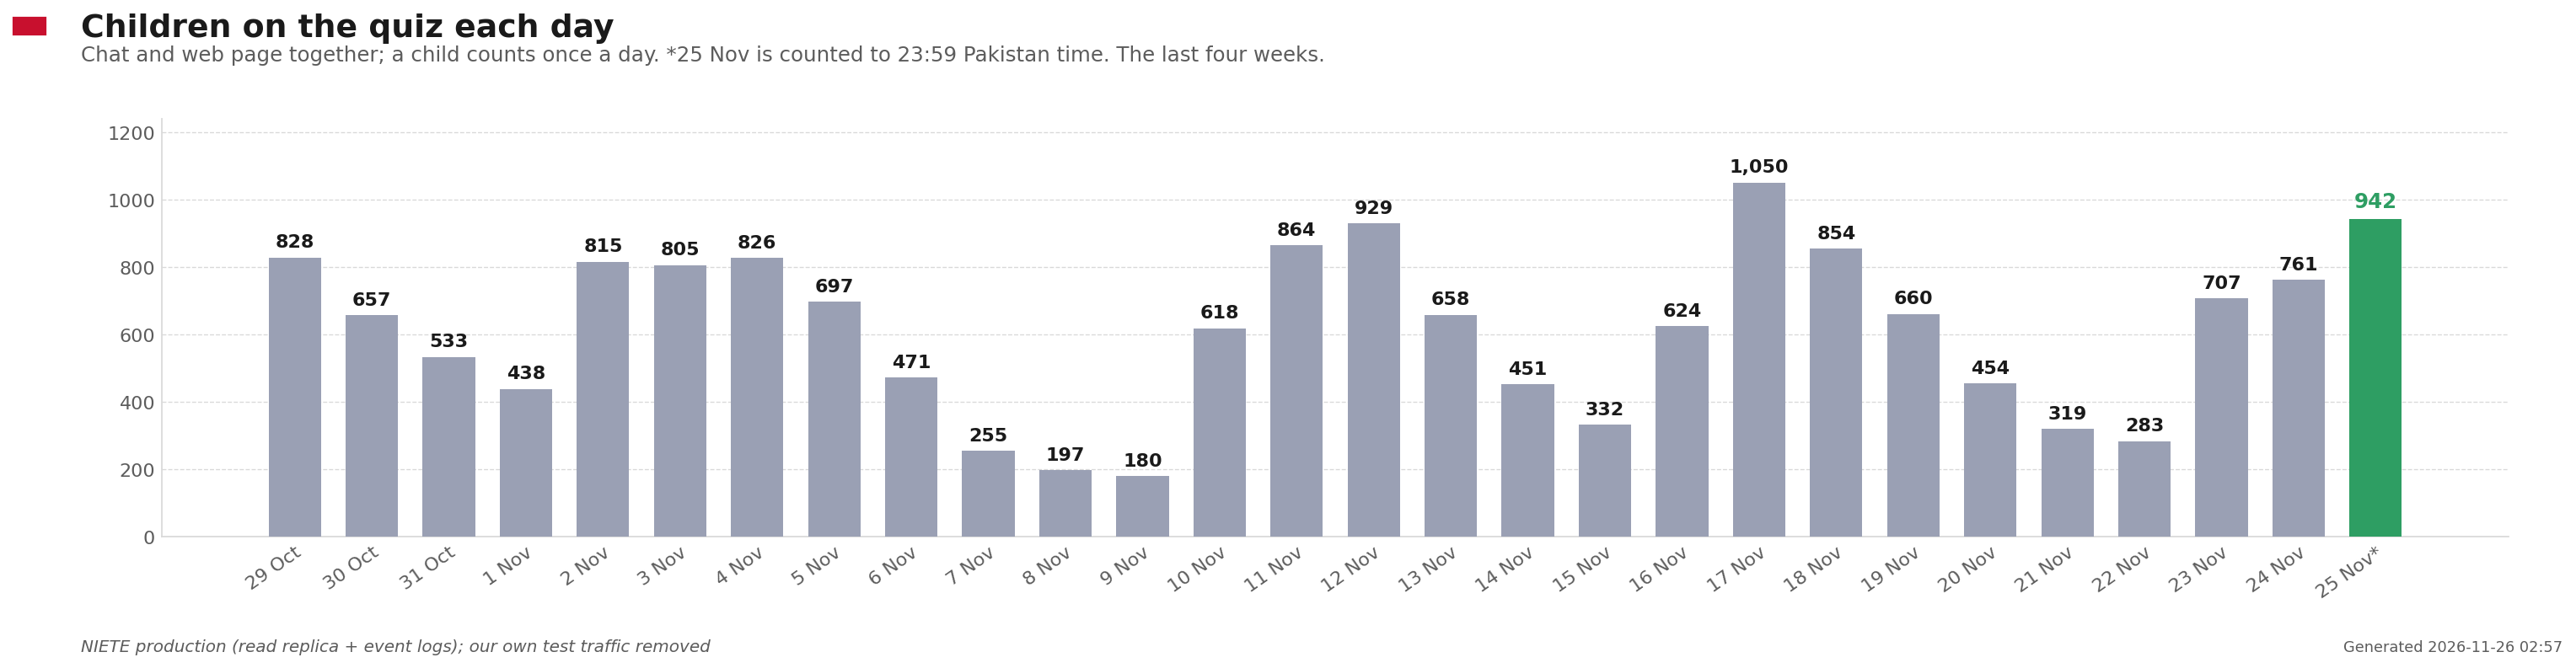 Children on the quiz each day
Chat and web page together; a child counts once a day. *25 Nov is counted to 23:59 Pakistan time. The last four weeks.
1200
1000
800
600
400
200
0
828
657
533
438
815
805
826
697
471
255
197
180
618
864
929
658
451
332
624
1,050
854
660
454
319
283
707
761
942
29 Oct
30 Oct
31 Oct
1 Nov
2 Nov
3 Nov
4 Nov
5 Nov
6 Nov
7 Nov
8 Nov
9 Nov
10 Nov
11 Nov
12 Nov
13 Nov
14 Nov
15 Nov
16 Nov
17 Nov
18 Nov
19 Nov
20 Nov
21 Nov
22 Nov
23 Nov
24 Nov
25 Nov*
NIETE production (read replica + event logs); our own test traffic removed
Generated 2026-11-26 02:57